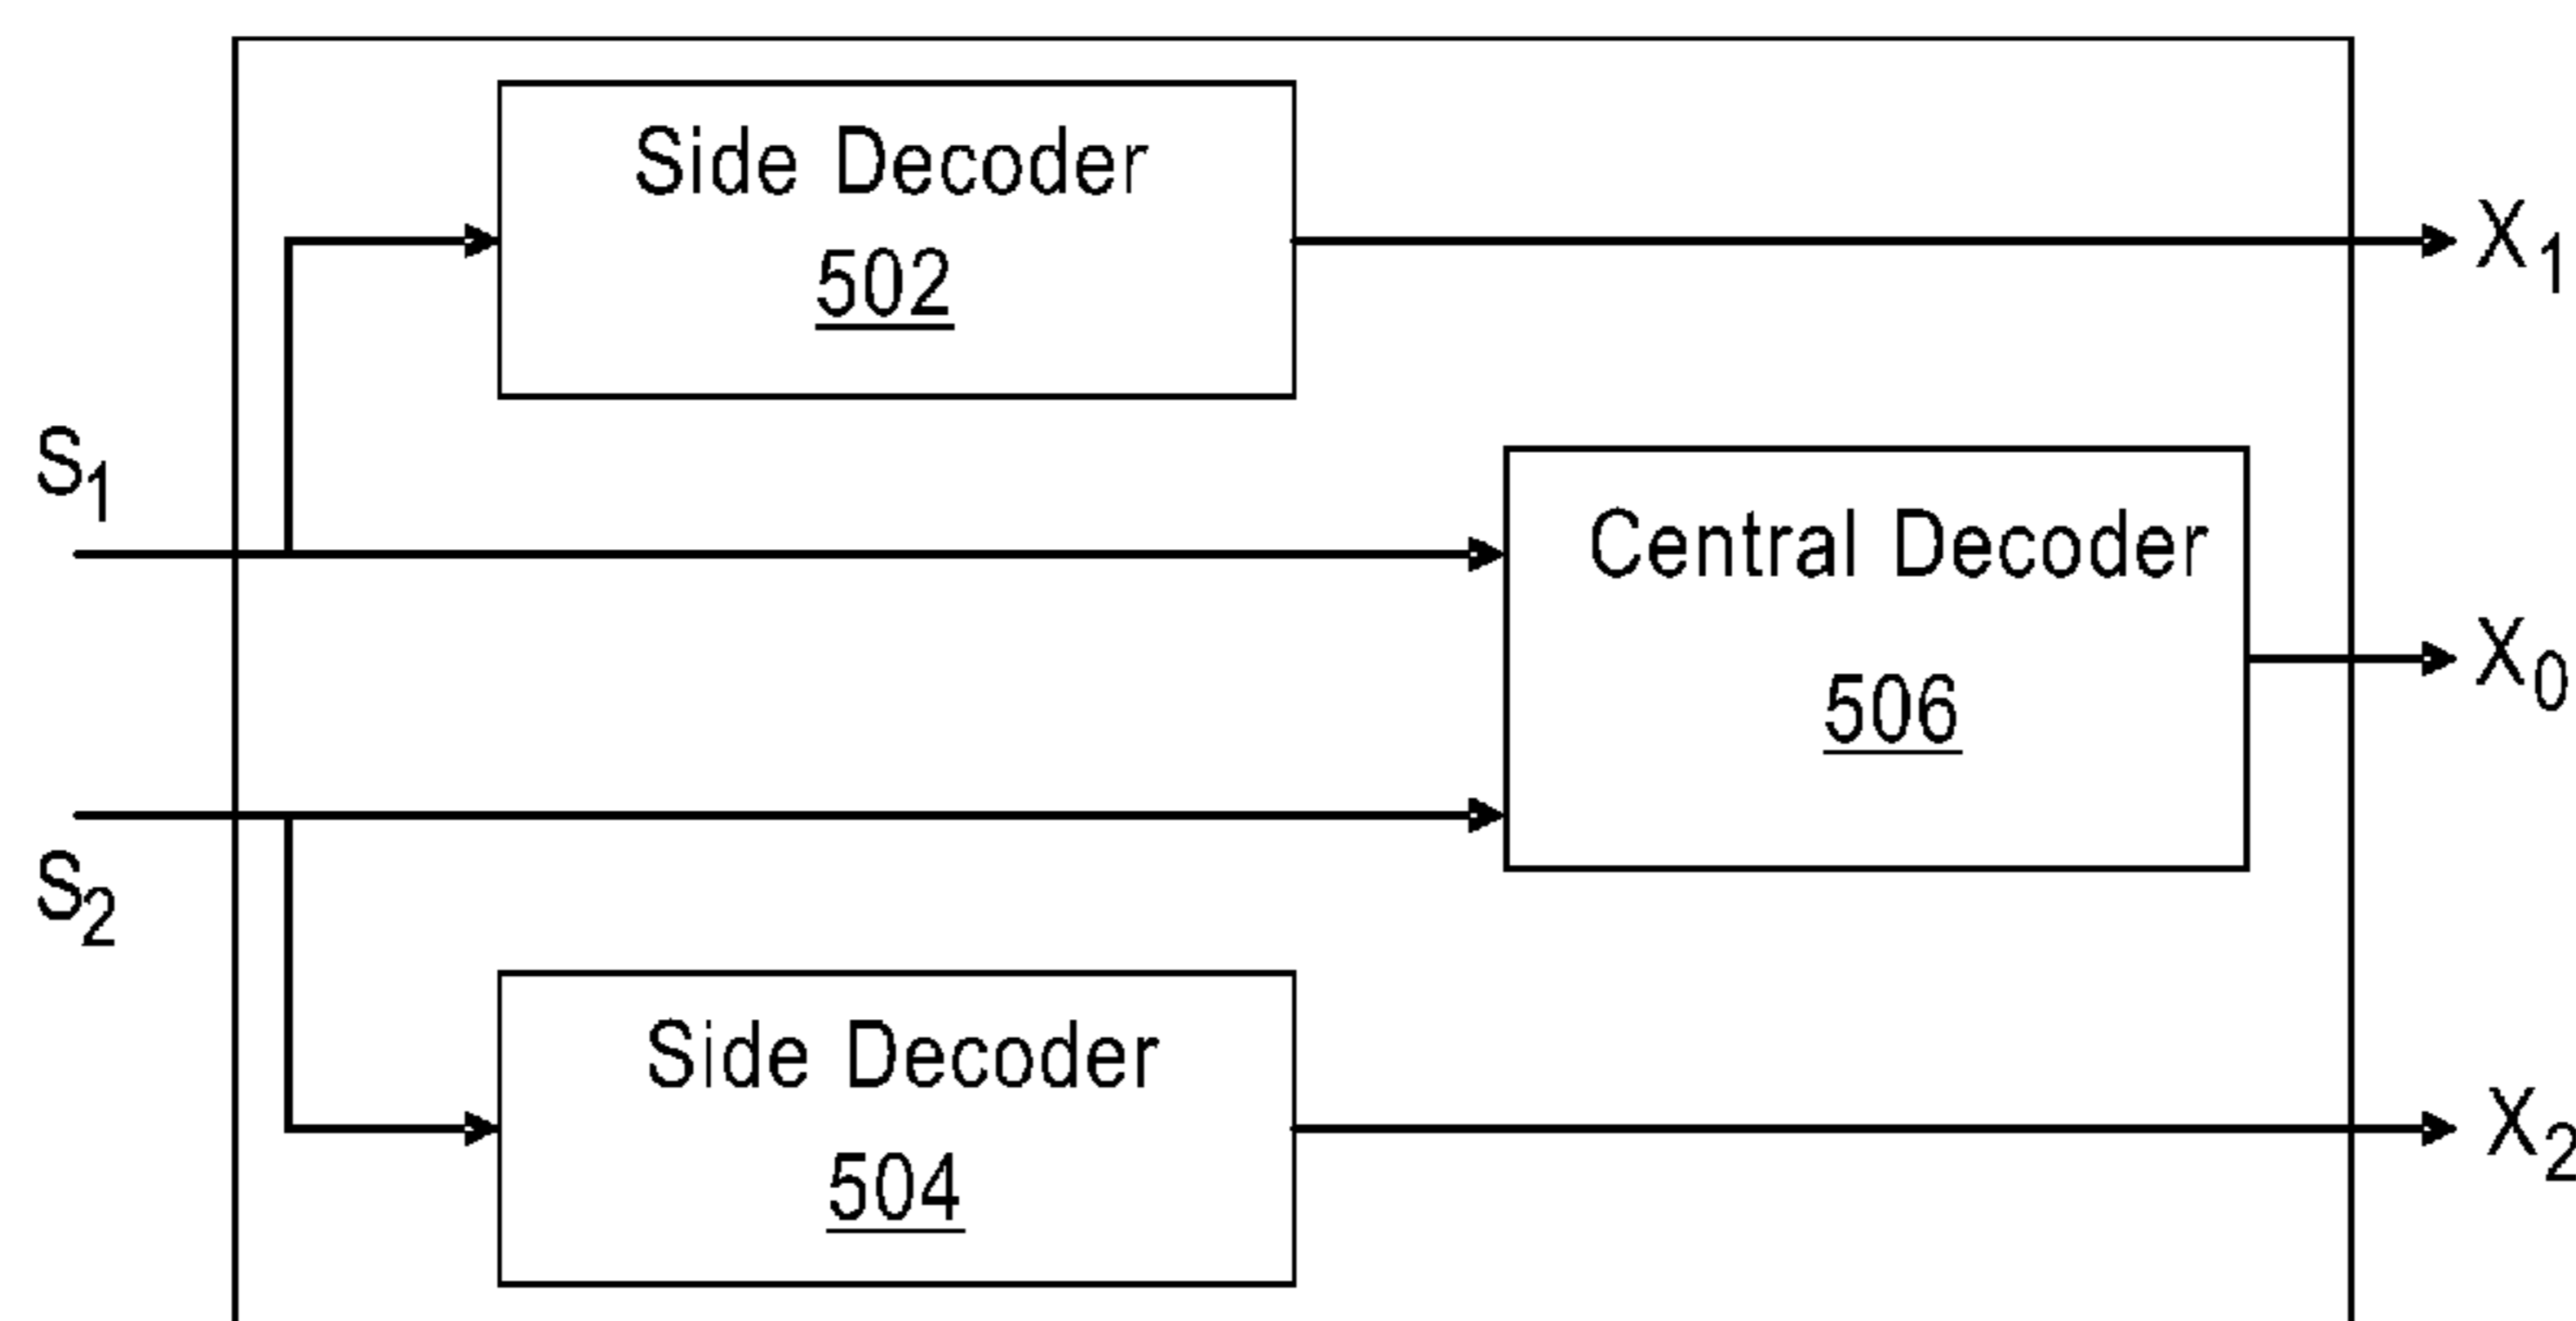 Side Decoder
502
X1
S1
Central Decoder
506
X0
S2
Side Decoder
504
X2